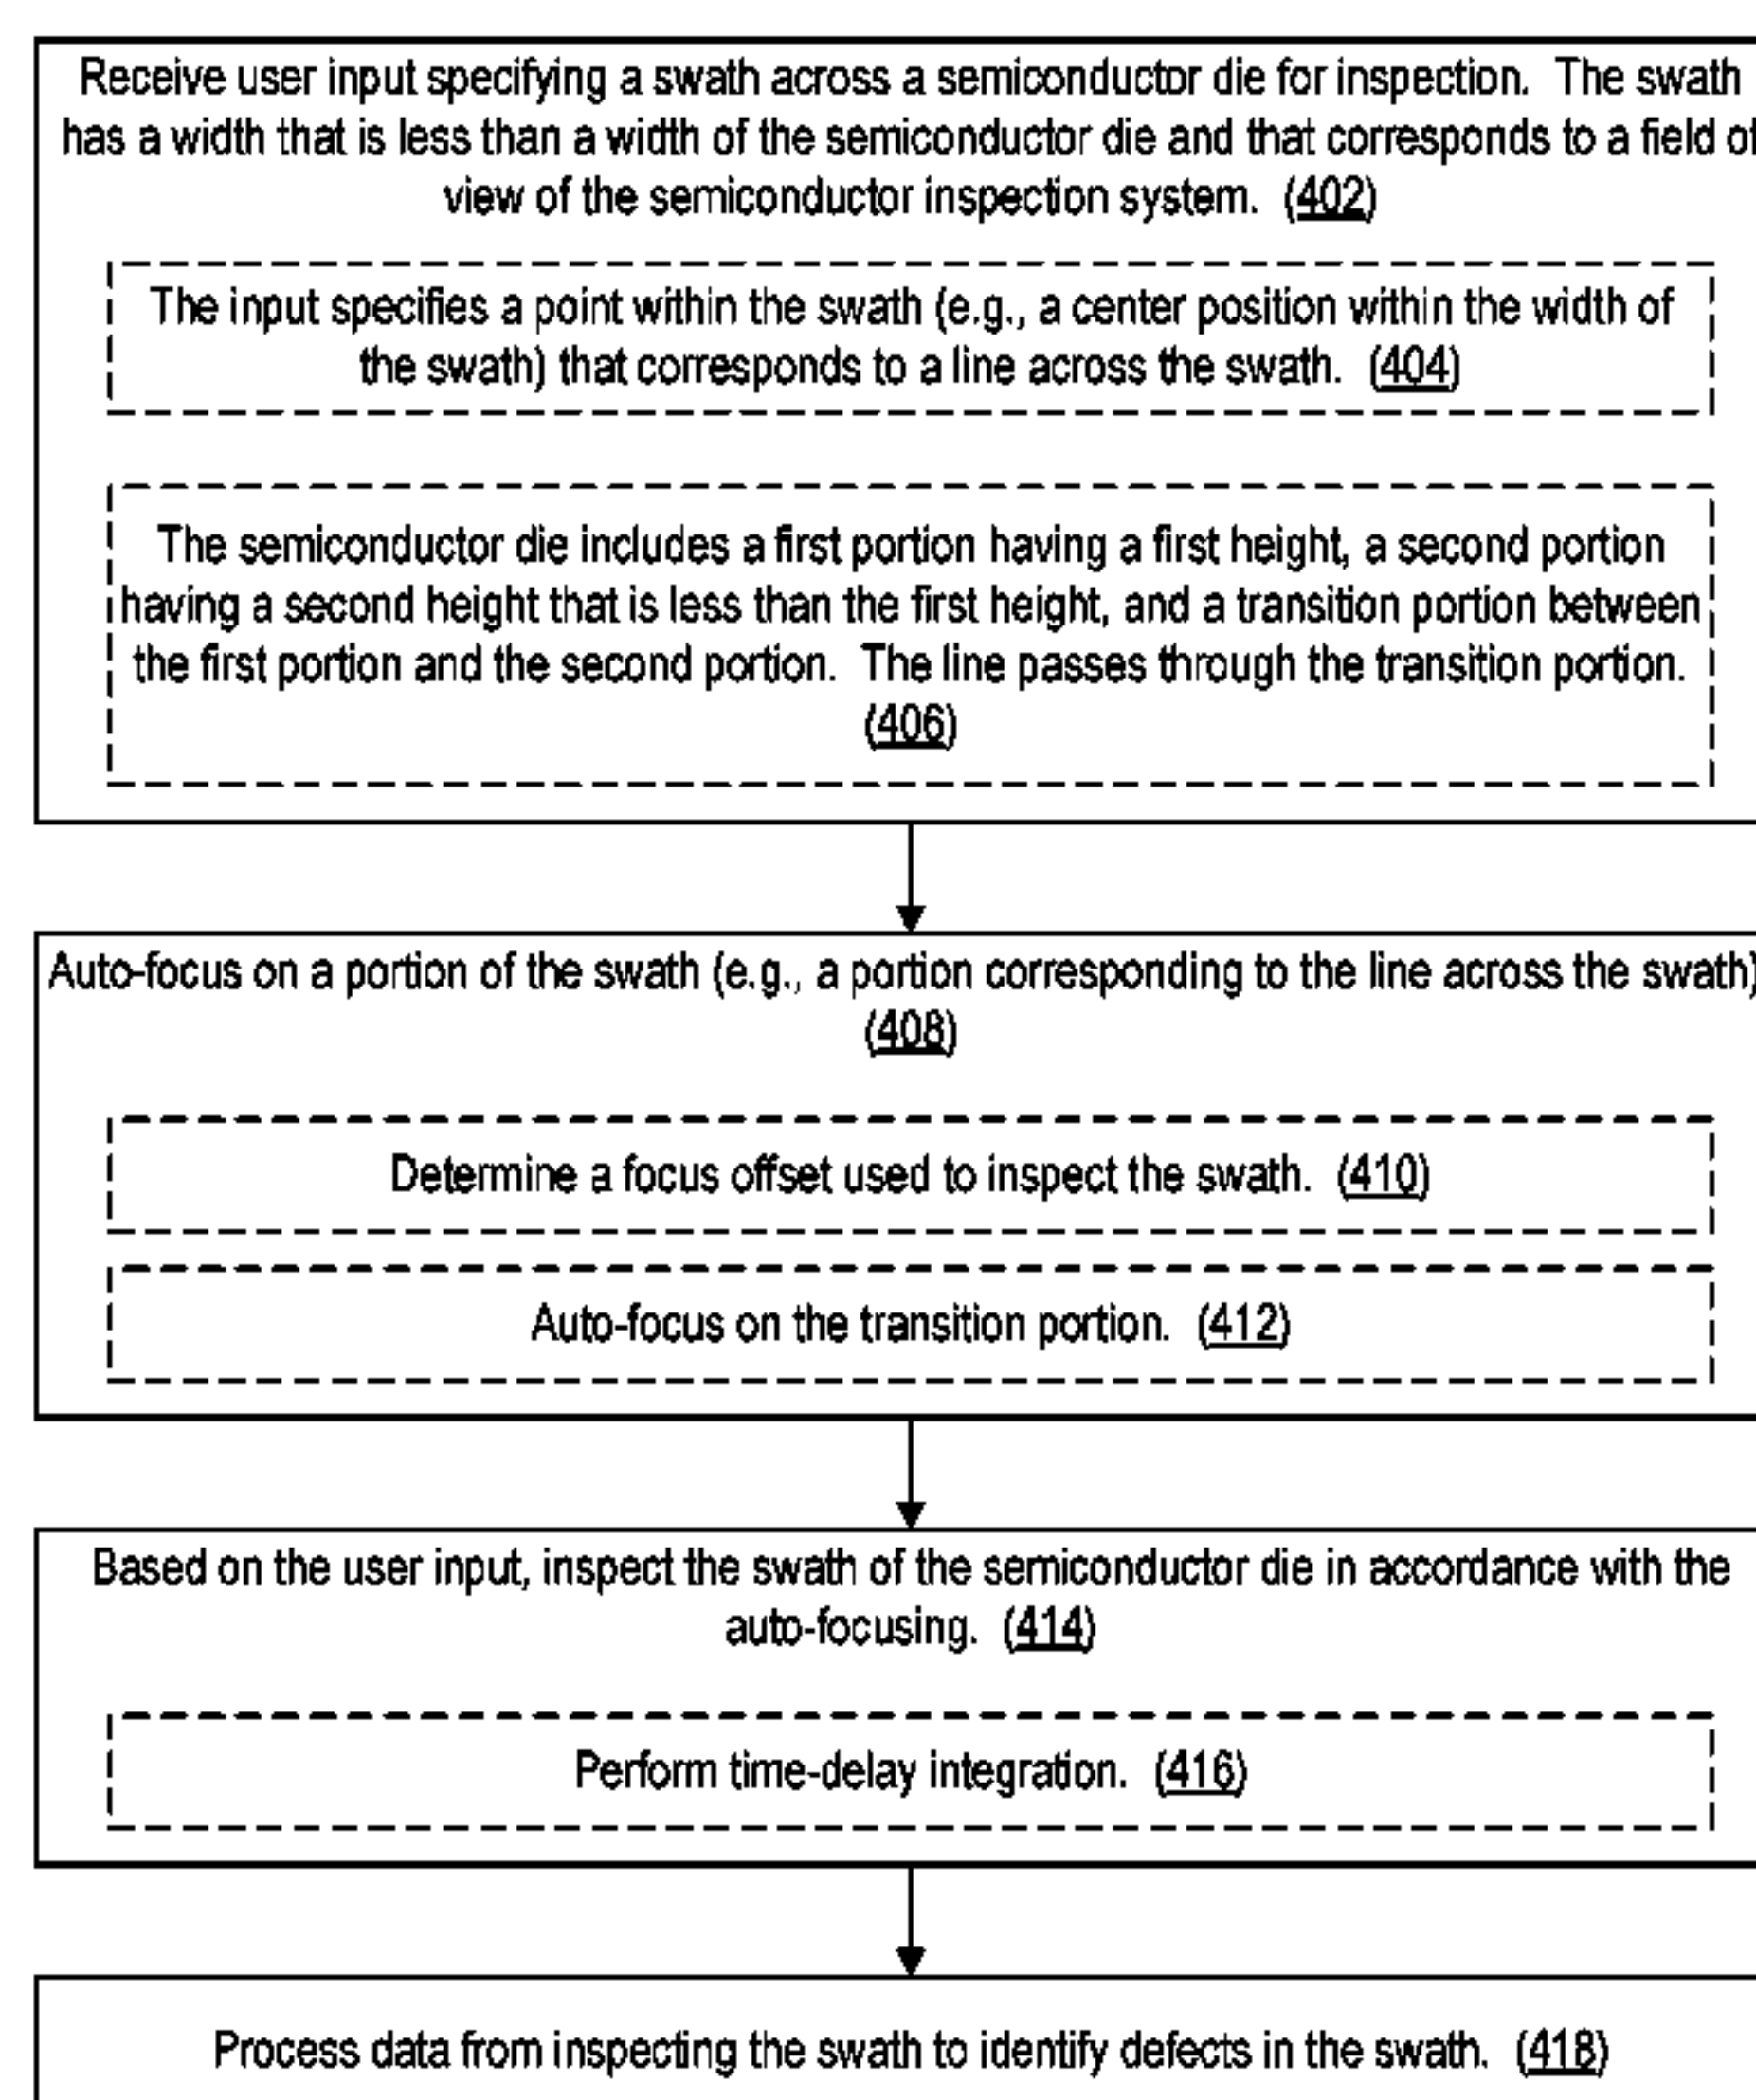 Receive user input specifying a swath across a semiconductor die for inspection. The swath
has a width that is less than a width of the semiconductor die and that corresponds to a field of
view of the semiconductor inspection system. (402)
The input specifies a point within the swath (e.g., a center position within the width of
the swath) that corresponds to a line across the swath. (404)
The semiconductor die includes a first portion having a first height, a second portion
having a second height that is less than the first height, and a transition portion between
the first portion and the second portion. The line passes through the transition portion.
(406)
Auto-focus on a portion of the swath (e.g., a portion corresponding to the line across the swath)
(408)
Determine a focus offset used to inspect the swath. (410)
Auto-focus on the transition portion. (412)
Based on the user input, inspect the swath of the semiconductor die in accordance with the
auto-focusing. (414)
Perform time-delay integration. (416)
Process data from inspecting the swath to identify defects in the swath. (418)